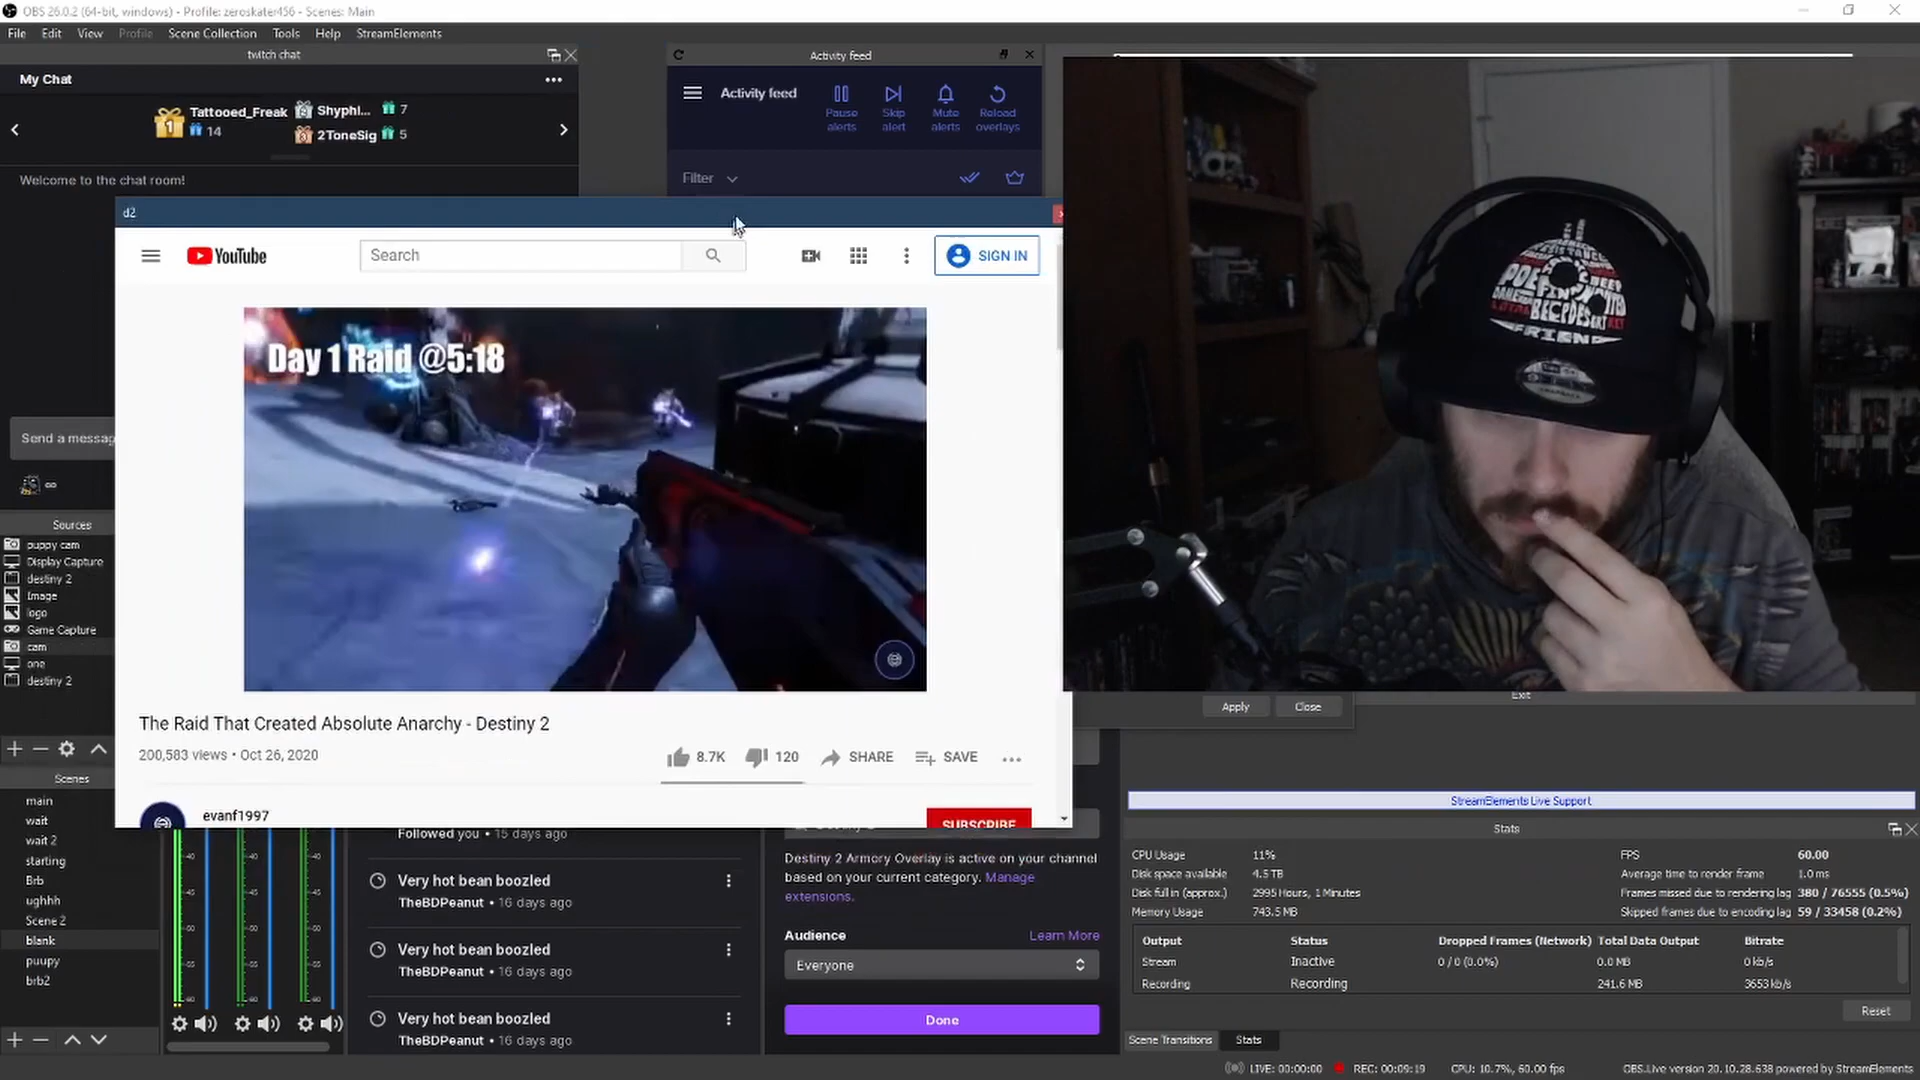 OBS 26.0.2 (64-bit, windows) - Profile: zeroskater456 - Scenes: Main
File Edit View Profile Scene Collection Tools Help StreamElements
twitch chat
My Chat
Tattooed_Freak
14
Shyphl...
7
2ToneSig
5
Welcome to the chat room!
Send a messag
Activity feed
Activity feed
Pause alerts
Skip alert
Mute alerts
Reload overlays
Filter
d2
YouTube
Search
SIGN IN
Day 1 Raid @5:18
The Raid That Created Absolute Anarchy - Destiny 2
200,583 views • Oct 26, 2020
8.7K
120
SHARE
SAVE
evanf1997
SUBSCRIBE
Sources
puppy cam
Display Capture
destiny 2
Image
logo
Game Capture
cam
one
destiny 2
Scenes
main
wait
wait 2
starting
Brb
ughhh
Scene 2
blank
puupy
brb2
Followed you • 15 days ago
Very hot bean boozled
TheBDPeanut • 16 days ago
Very hot bean boozled
TheBDPeanut • 16 days ago
Very hot bean boozled
TheBDPeanut • 16 days ago
Destiny 2 Armory Overlay is active on your channel
based on your current category. Manage
extensions.
Audience
Learn More
Everyone
Done
FRIEND
Exit
Apply
Close
StreamElements Live Support
Stats
CPU Usage 11%
Disk space available 4.5 TB
Disk full in (approx.) 2995 Hours, 1 Minutes
Memory Usage 743.5 MB
FPS 60.00
Average time to render frame 1.0 ms
Frames missed due to rendering lag 380 / 76555 (0.5%)
Skipped frames due to encoding lag 59 / 33458 (0.2%)
Output Status Dropped Frames (Network) Total Data Output Bitrate
Stream Inactive 0 / 0 (0.0%) 0.0 MB 0 kb/s
Recording Recording 241.6 MB 3653 kb/s
Reset
Scene Transitions Stats
LIVE: 00:00:00 REC: 00:09:19 CPU: 10.7%, 60.00 fps OBS.Live version 20.10.28.638 powered by StreamElements